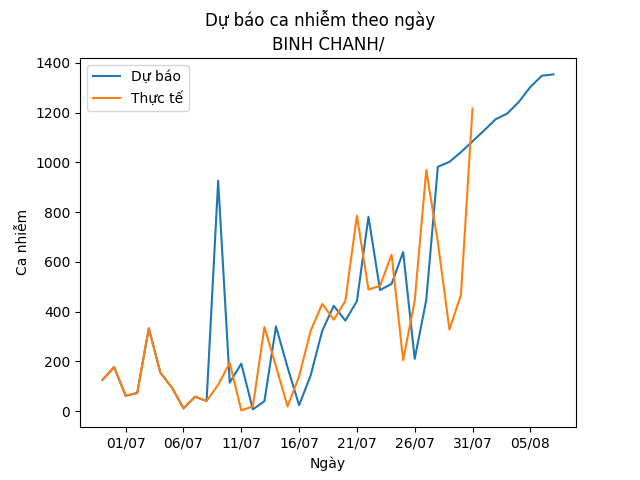 Dự báo ca nhiễm theo ngày
BINH CHANH/
Dự báo
Thực tế
Ca nhiễm
1400
1200
1000
800
600
400
200
0
01/07 06/07 11/07 16/07 21/07 26/07 31/07 05/08
Ngày